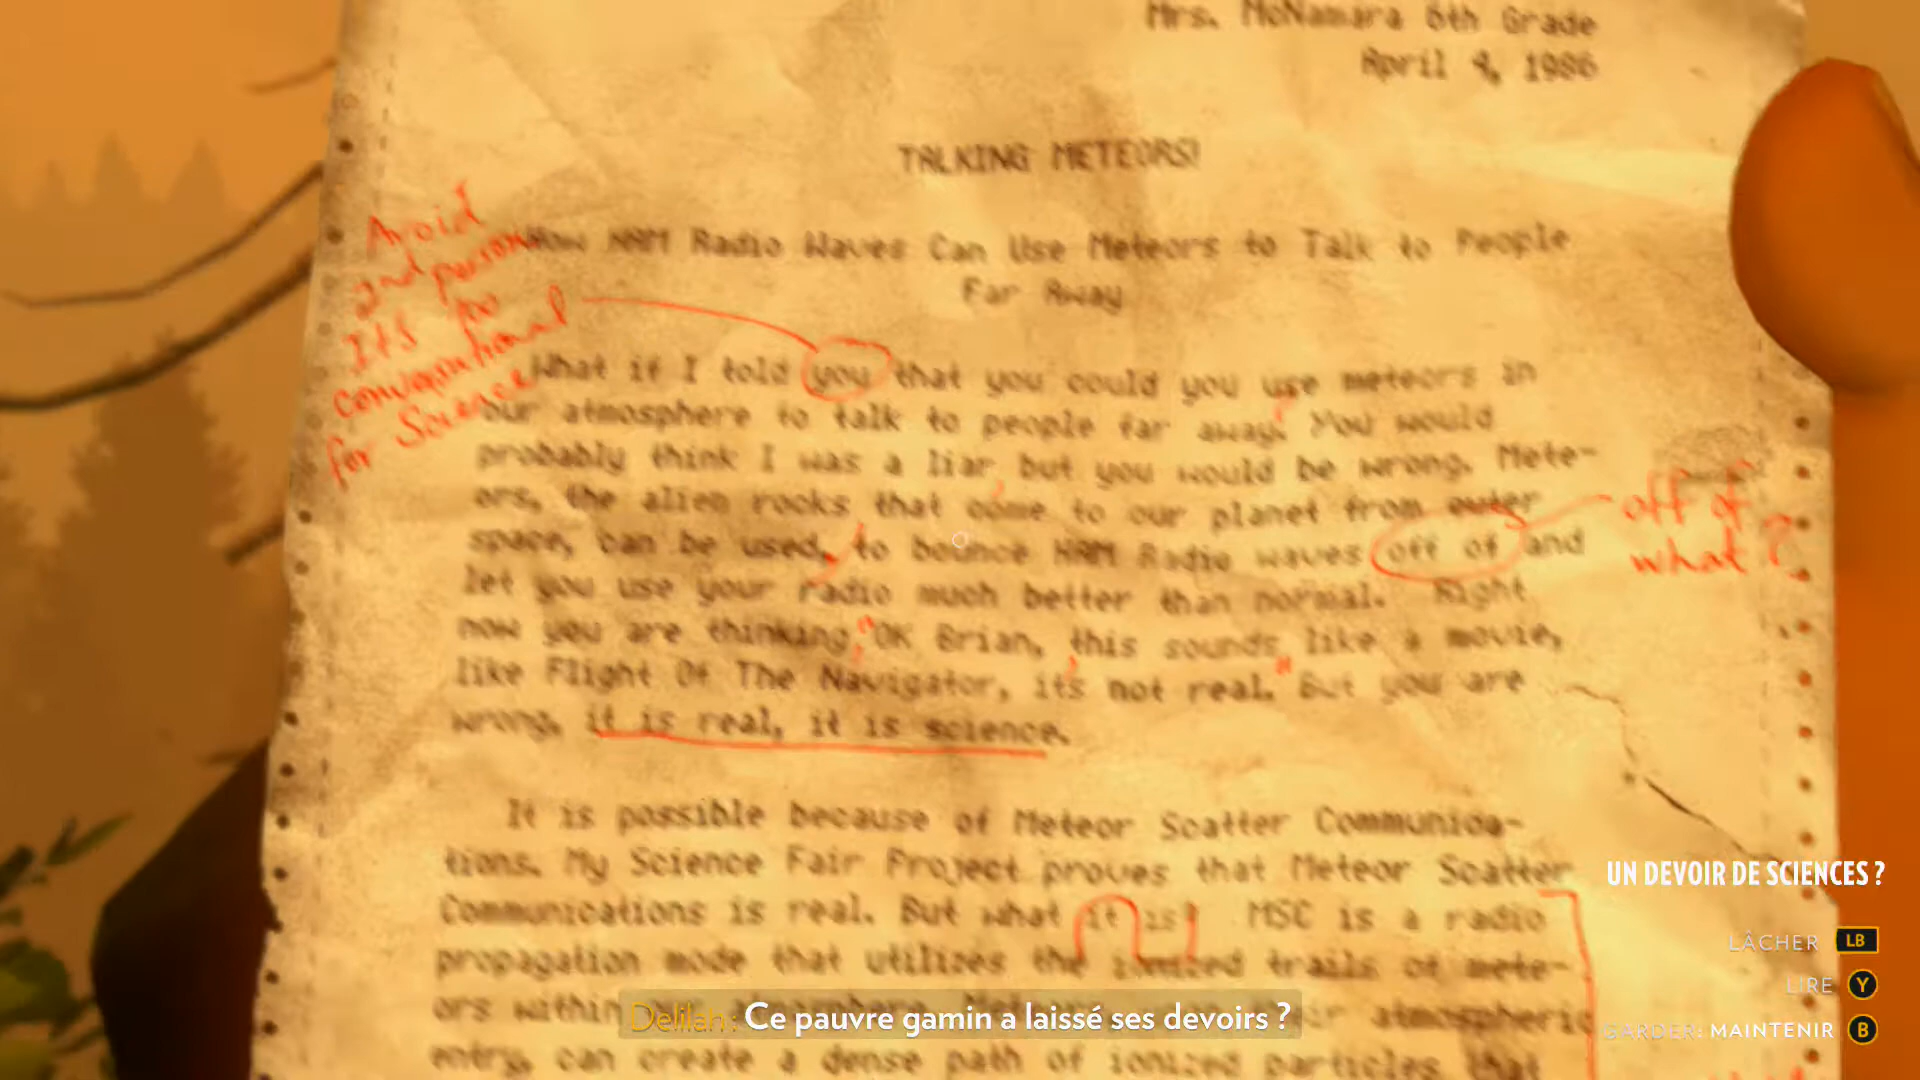 Mrs. McNamara 6th Grade
April 4, 1986
TALKING METEORS!
How HAM Radio Waves Can Use Meteors to Talk to People
Far Away
Avoid
2nd person
It's too
conversational
for Science
What if I told you that you could you use meteors in
our atmosphere to talk to people far away. You would
probably think I was a liar, but you would be wrong. Mete-
ors, the alien rocks that come to our planet from outer
space, can be used, to bounce HAM Radio waves off of and
off of
what?
let you use your radio much better than normal. Right
now you are thinking "OK Brian, this sounds like a movie,
like Flight Of The Navigator, it's not real." But you are
wrong, it is real, it is science.
It is possible because of Meteor Scatter Communica-
tions. My Science Fair Project proves that Meteor Scatter
Communications is real. But what it is? MSC is a radio
propagation mode that utilizes the ionized trails of mete-
ors within atmospheric
entry, can create a dense path of ionized particles that
UN DEVOIR DE SCIENCES ?
LÂCHER LB
LIRE Y
GARDER: MAINTENIR B
Delilah: Ce pauvre gamin a laissé ses devoirs ?